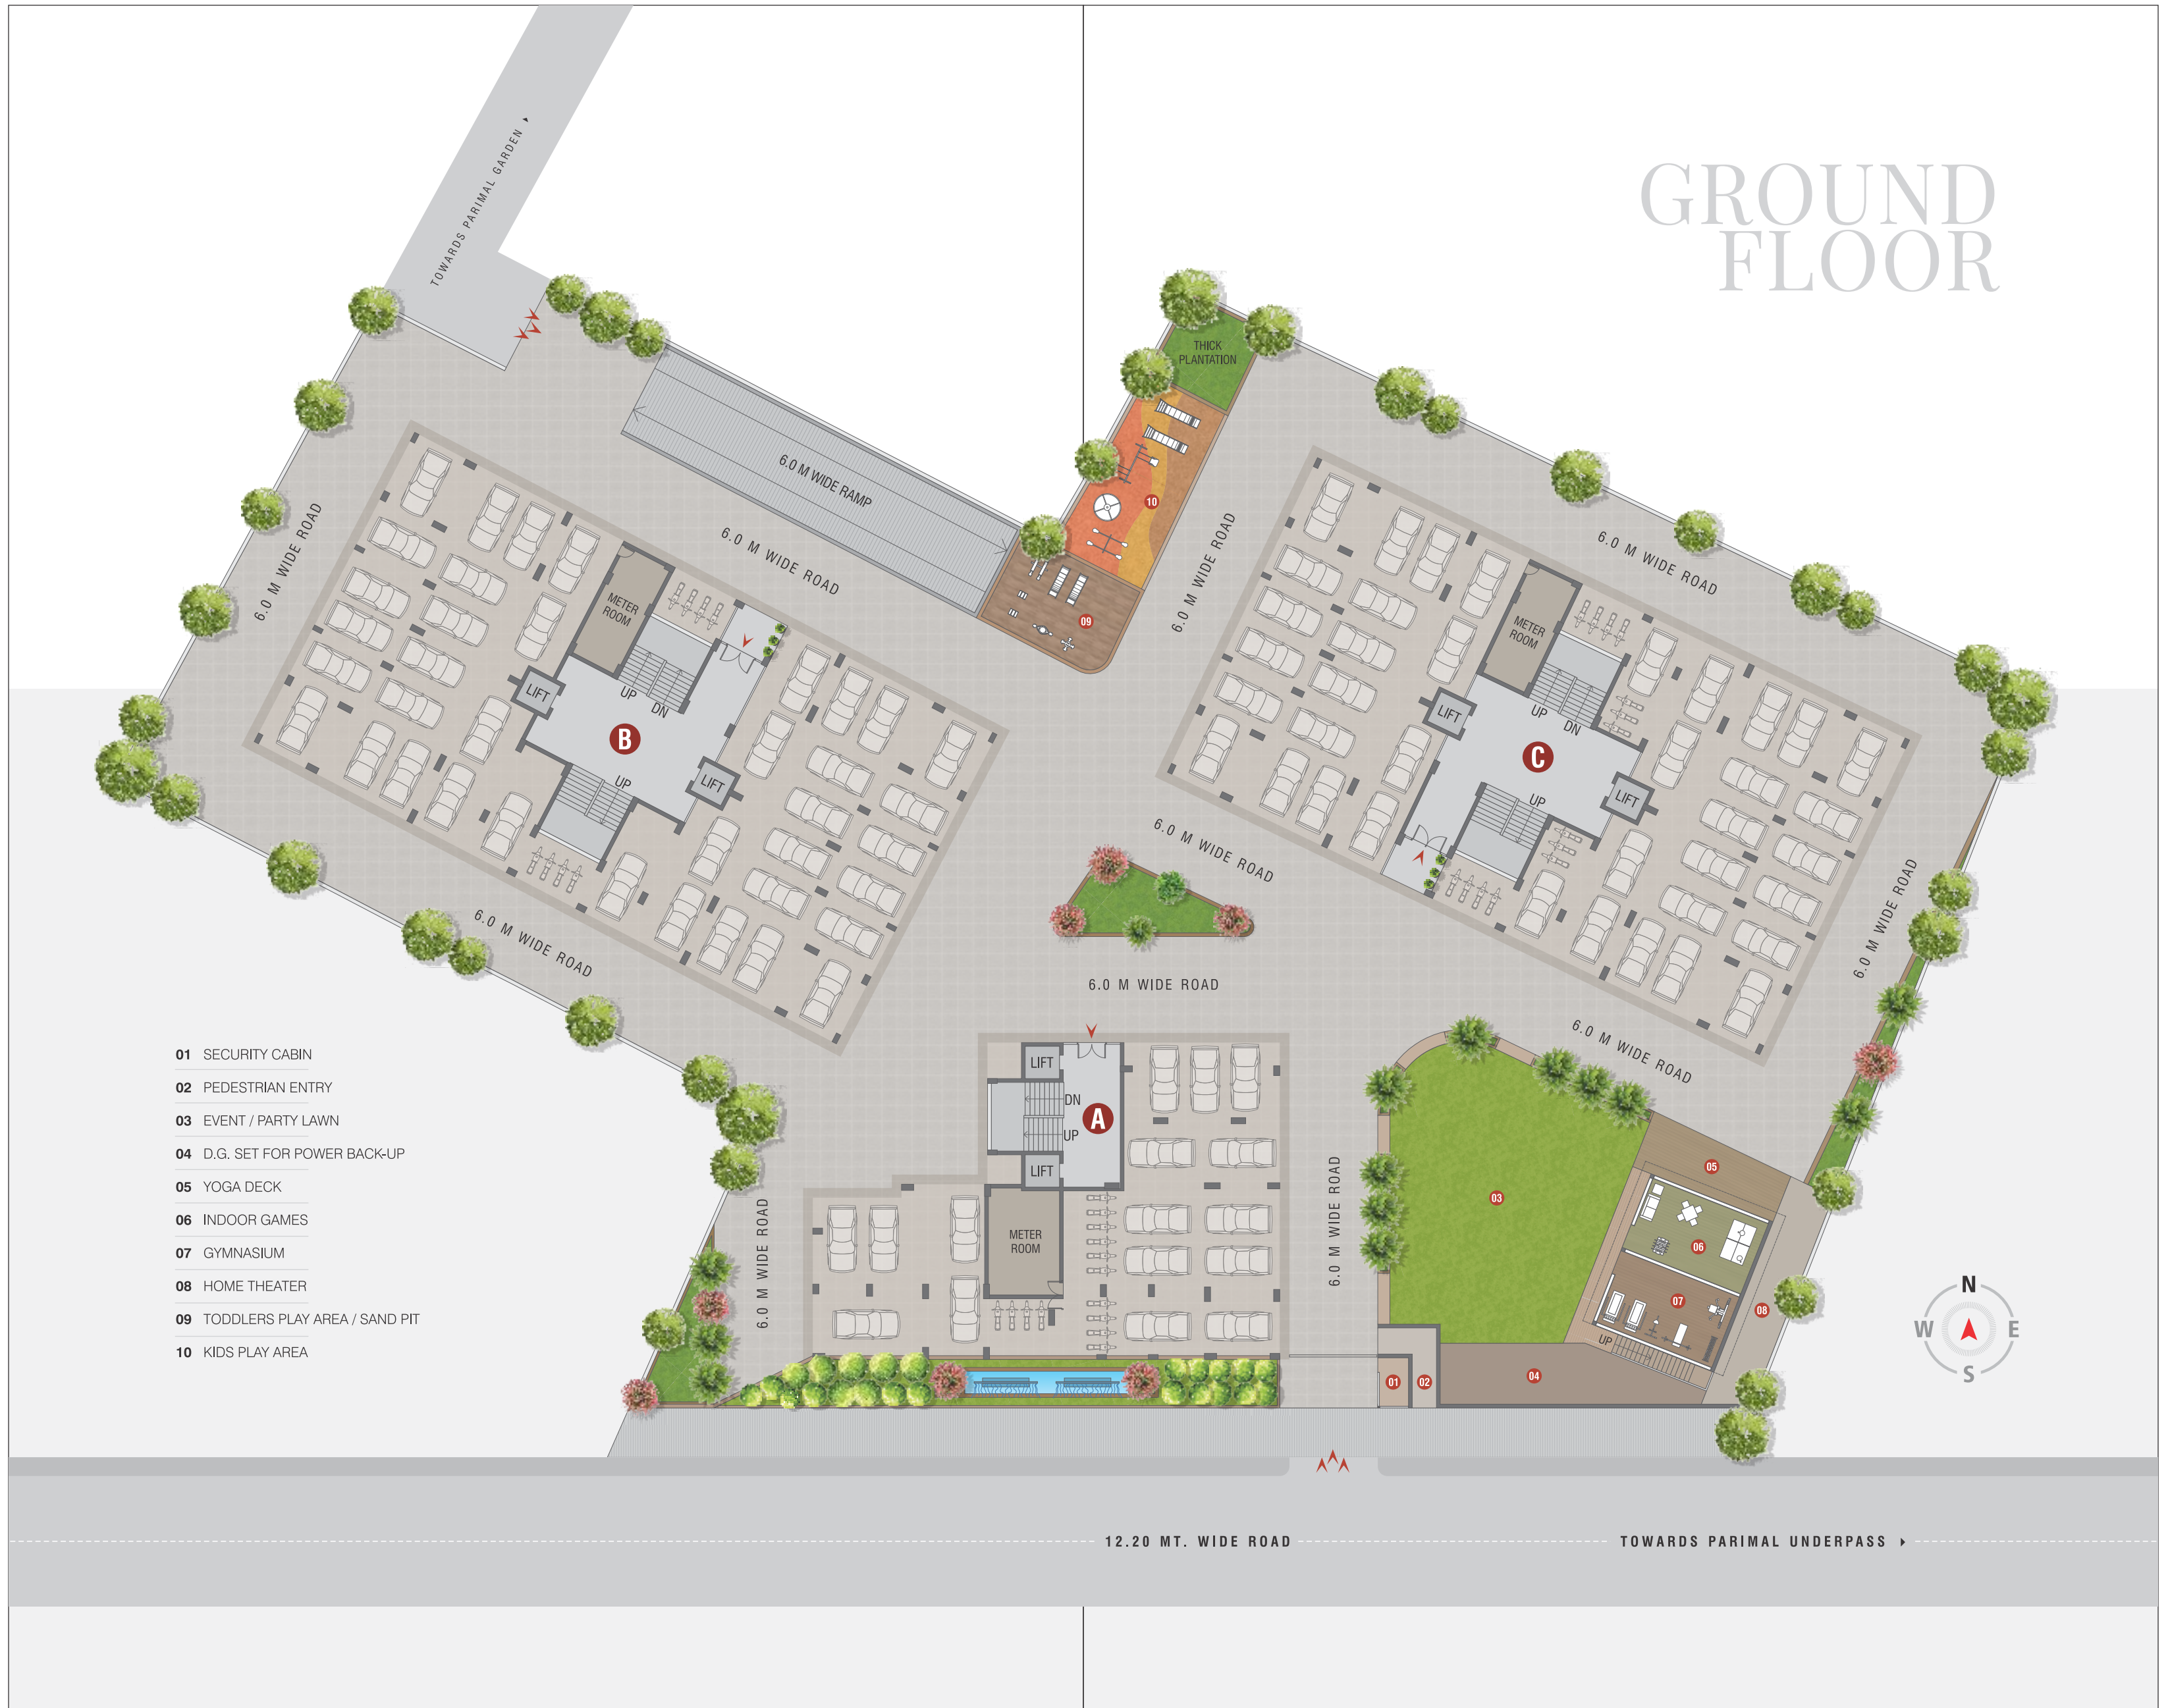 GROUND
FLOOR
TOWARDS PARIMAL GARDEN
THICK
PLANTATION
10
6.0 M WIDE RAMP
6.0 M WIDE ROAD
6.0 M WIDE ROAD
6.0 M WIDE ROAD
6.0 M WIDE ROAD
09
METER
ROOM
UP
DN
LIFT
B
LIFT
UP
METER
ROOM
UP
DN
LIFT
C
LIFT
UP
6.0 M WIDE ROAD
6.0 M WIDE ROAD
6.0 M WIDE ROAD
6.0 M WIDE ROAD
6.0 M WIDE ROAD
LIFT
DN
A
UP
LIFT
METER
ROOM
6.0 M WIDE ROAD
6.0 M WIDE ROAD
03
05
06
07
08
UP
04
01
02
01 SECURITY CABIN
02 PEDESTRIAN ENTRY
03 EVENT / PARTY LAWN
04 D.G. SET FOR POWER BACK-UP
05 YOGA DECK
06 INDOOR GAMES
07 GYMNASIUM
08 HOME THEATER
09 TODDLERS PLAY AREA / SAND PIT
10 KIDS PLAY AREA
N
W E
S
12.20 MT. WIDE ROAD
TOWARDS PARIMAL UNDERPASS